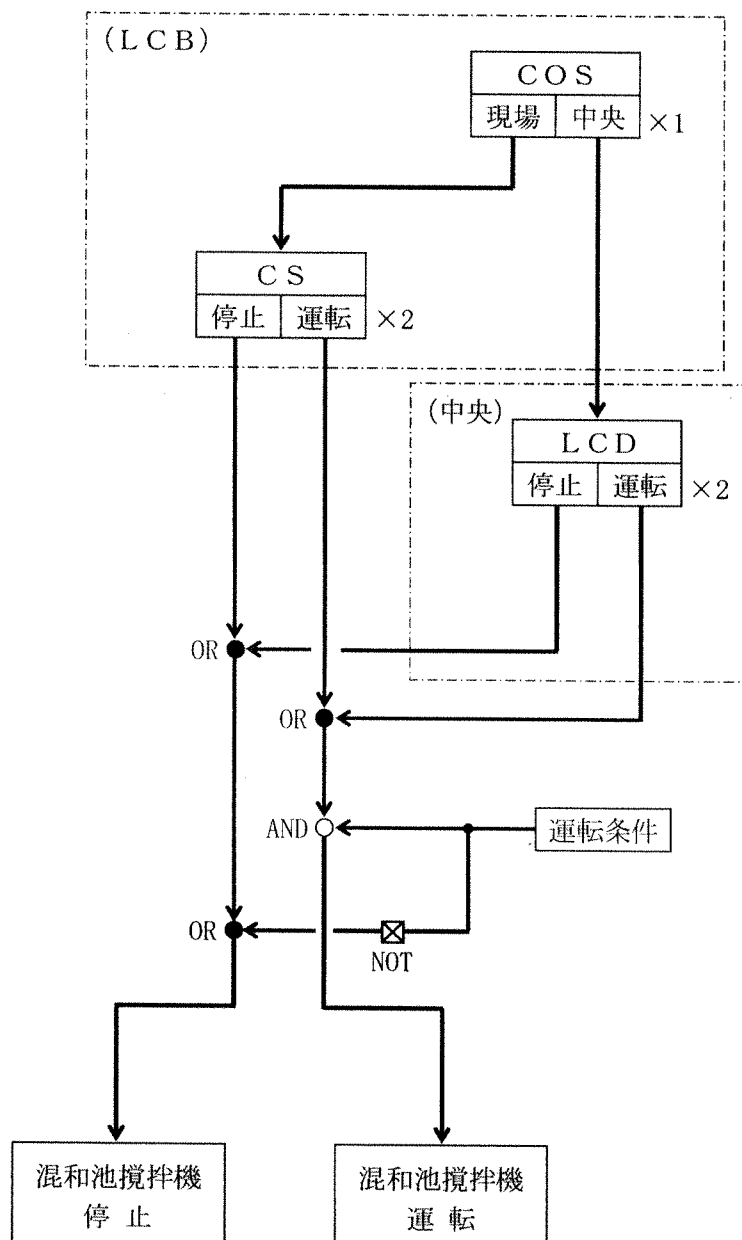 (ＬＣＢ)
ＣＯＳ
現場 中央 ×1
ＣＳ
停止 運転 ×2
(中央)
ＬＣＤ
停止 運転 ×2
OR
OR
AND
運転条件
OR
NOT
混和池撹拌機
停 止
混和池撹拌機
運 転